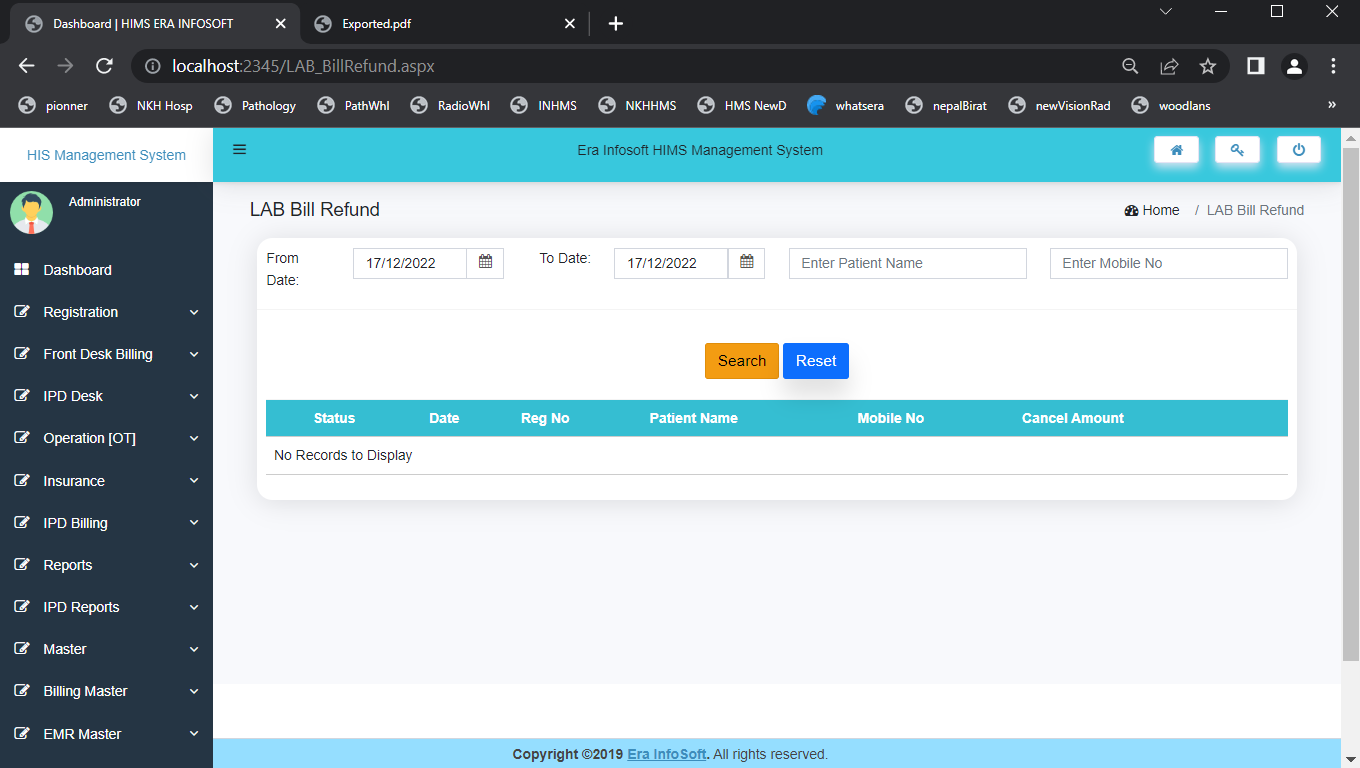 Dashboard | HIMS ERA INFOSOFT
Exported.pdf
localhost:2345/LAB_BillRefund.aspx
pionner
NKH Hosp
Pathology
PathWhl
RadioWhl
INHMS
NKHHMS
HMS NewD
whatsera
nepalBirat
newVisionRad
woodlans
»
HIS Management System
Era Infosoft HIMS Management System
Administrator
Dashboard
Registration
Front Desk Billing
IPD Desk
Operation [OT]
Insurance
IPD Billing
Reports
IPD Reports
Master
Billing Master
EMR Master
LAB Bill Refund
Home / LAB Bill Refund
From
Date:
17/12/2022
To Date:
17/12/2022
Enter Patient Name
Enter Mobile No
Search
Reset
Status Date Reg No Patient Name Mobile No Cancel Amount
No Records to Display
Copyright ©2019 Era InfoSoft. All rights reserved.